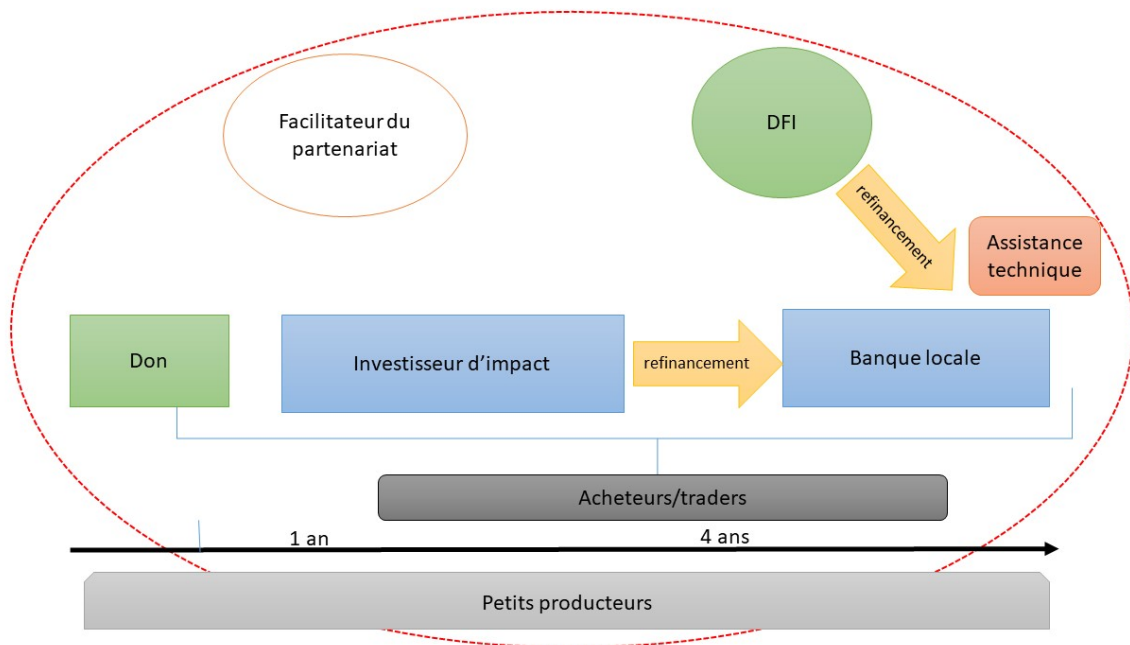 Facilitateur du
partenariat
DFI
refinancement
Assistance
technique
Don
Investisseur d’impact
refinancement
Banque locale
Acheteurs/traders
1 an
4 ans
Petits producteurs